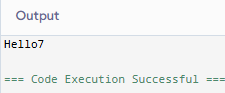 Output
Hello7
=== Code Execution Successful ===